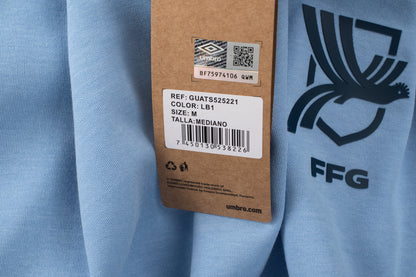 umbro
BF75974106 QWM
REF: GUATS525221
COLOR: LB1
SIZE: M
TALLA:MEDIANO
7 450130 538226
FFG
umbro.com